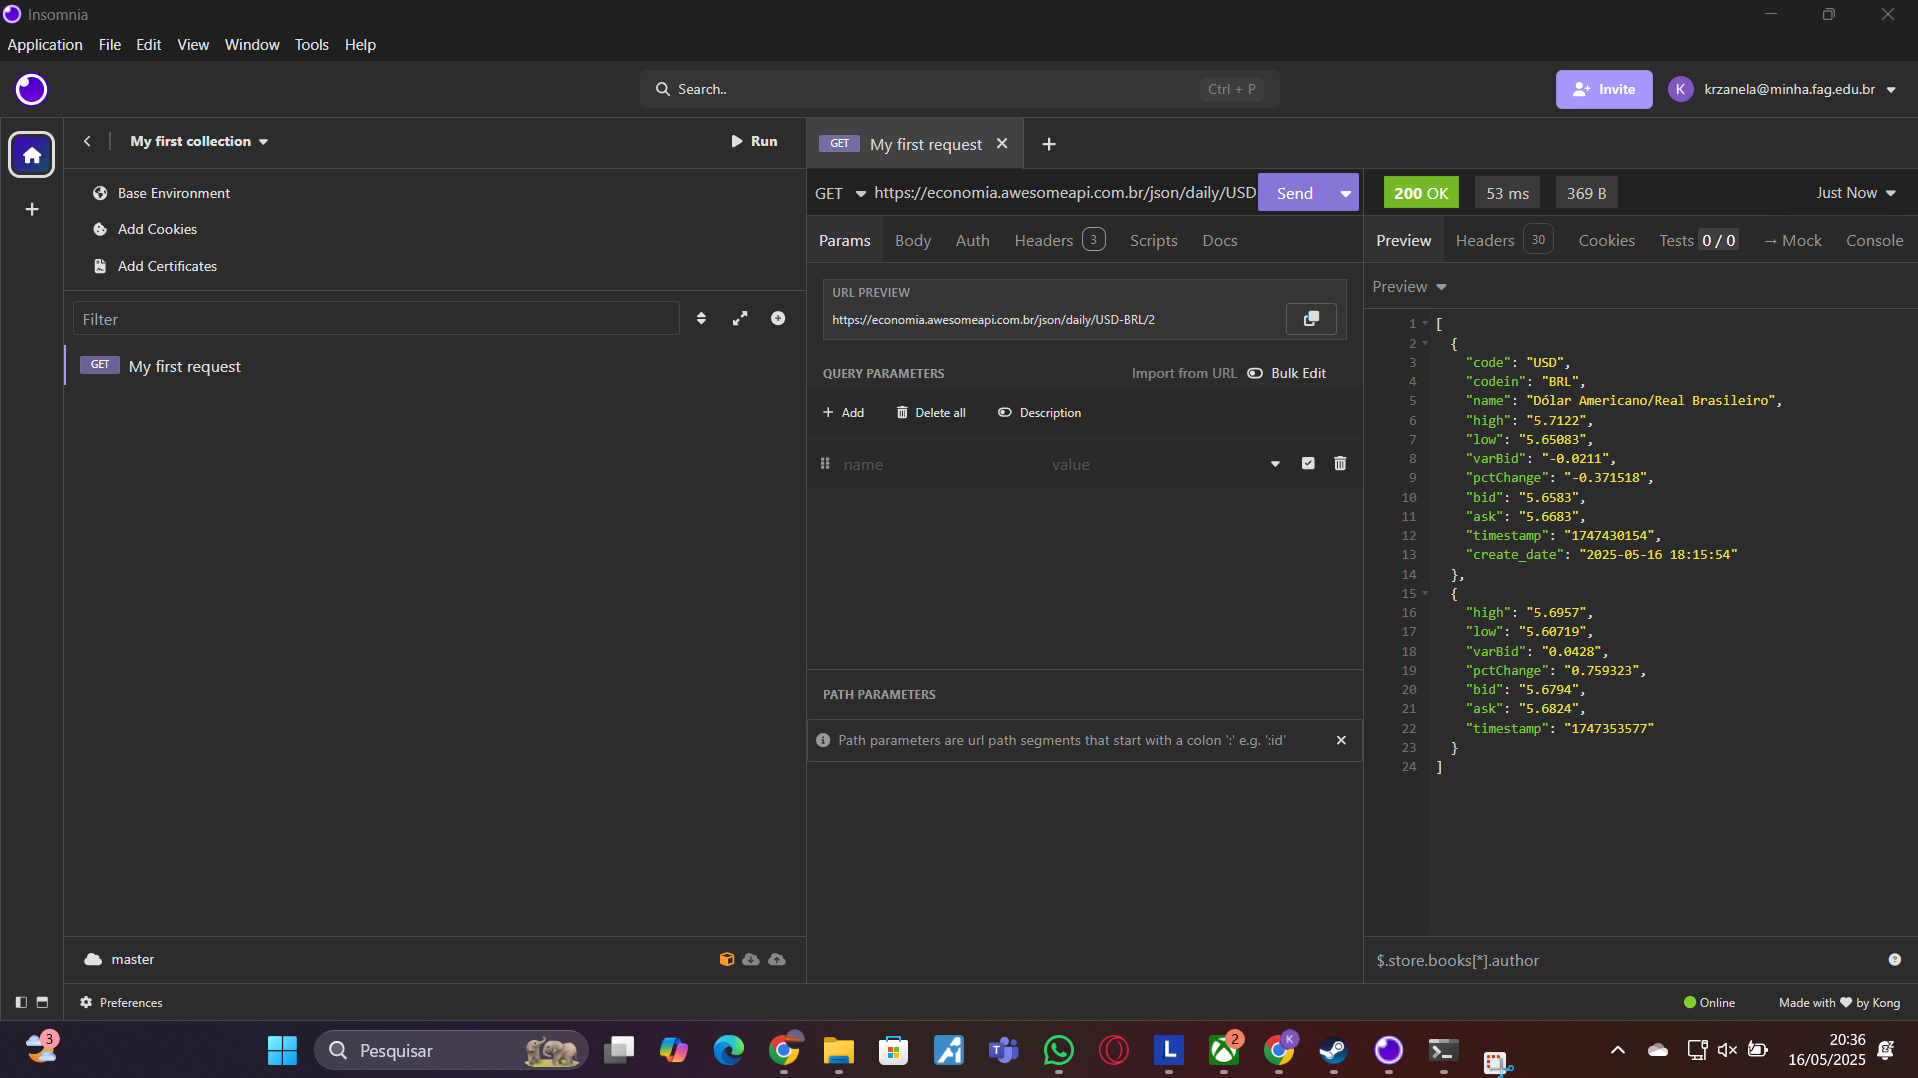 Insomnia
Application File Edit View Window Tools Help
Search.. Ctrl + P
Invite
K krzanela@minha.fag.edu.br
My first collection
Run
Base Environment
Add Cookies
Add Certificates
Filter
GET My first request
master
Preferences
GET My first request
GET https://economia.awesomeapi.com.br/json/daily/USD Send
Params Body Auth Headers 3 Scripts Docs
URL PREVIEW
https://economia.awesomeapi.com.br/json/daily/USD-BRL/2
QUERY PARAMETERS Import from URL Bulk Edit
Add Delete all Description
name value
PATH PARAMETERS
Path parameters are url path segments that start with a colon ':' e.g. ':id'
200 OK 53 ms 369 B Just Now
Preview Headers 30 Cookies Tests 0 / 0 → Mock Console
Preview
1 [
2 {
3 "code": "USD",
4 "codein": "BRL",
5 "name": "Dólar Americano/Real Brasileiro",
6 "high": "5.7122",
7 "low": "5.65083",
8 "varBid": "-0.0211",
9 "pctChange": "-0.371518",
10 "bid": "5.6583",
11 "ask": "5.6683",
12 "timestamp": "1747430154",
13 "create_date": "2025-05-16 18:15:54"
14 },
15 {
16 "high": "5.6957",
17 "low": "5.60719",
18 "varBid": "0.0428",
19 "pctChange": "0.759323",
20 "bid": "5.6794",
21 "ask": "5.6824",
22 "timestamp": "1747353577"
23 }
24 ]
$.store.books[*].author
Online Made with ❤ by Kong
3
Pesquisar
L
2
K
20:36
16/05/2025